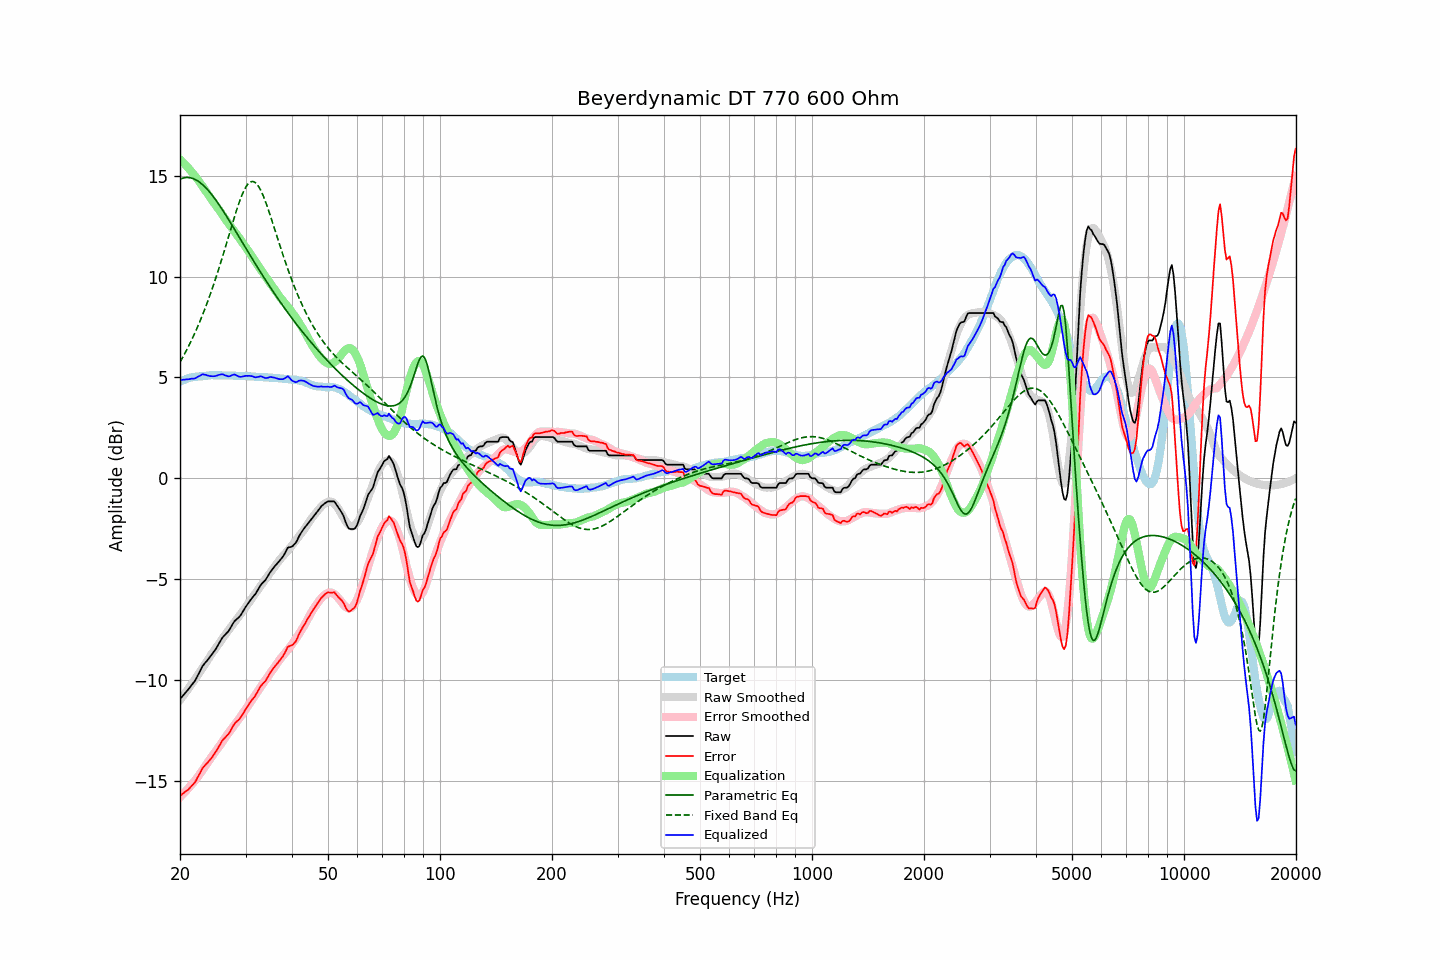 Beyerdynamic DT 770 600 Ohm
Amplitude (dBr)
15
10
5
0
−5
−10
−15
Target
Raw Smoothed
Error Smoothed
Raw
Error
Equalization
Parametric Eq
Fixed Band Eq
Equalized
20 50 100 200 500 1000 2000 5000 10000 20000
Frequency (Hz)